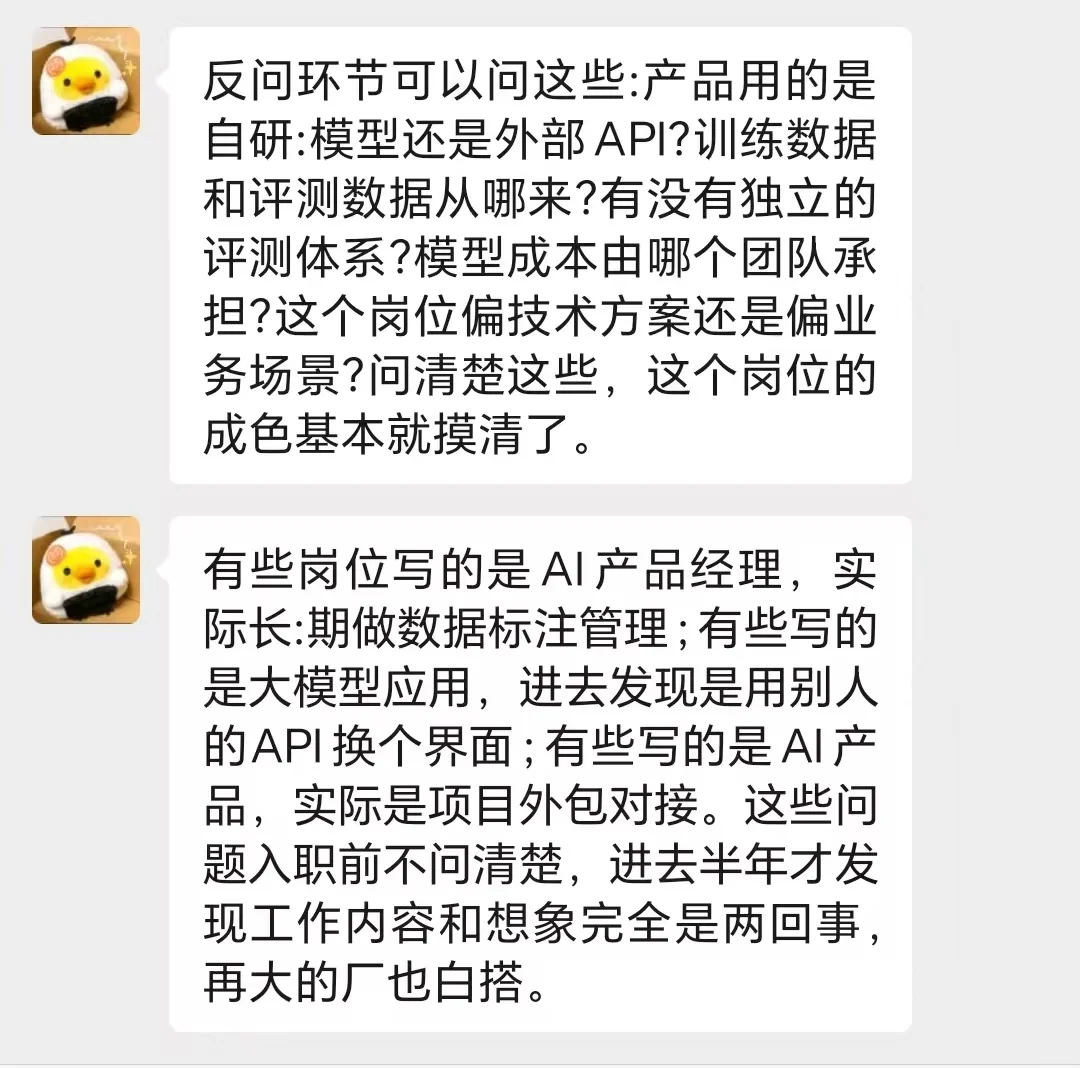 反问环节可以问这些:产品用的是
自研:模型还是外部API?训练数据
和评测数据从哪来?有没有独立的
评测体系?模型成本由哪个团队承
担?这个岗位偏技术方案还是偏业
务场景?问清楚这些，这个岗位的
成色基本就摸清了。
有些岗位写的是AI产品经理，实
际长:期做数据标注管理;有些写的
是大模型应用，进去发现是用别人
的API换个界面;有些写的是AI产
品，实际是项目外包对接。这些问
题入职前不问清楚，进去半年才发
现工作内容和想象完全是两回事,
再大的厂也白搭。